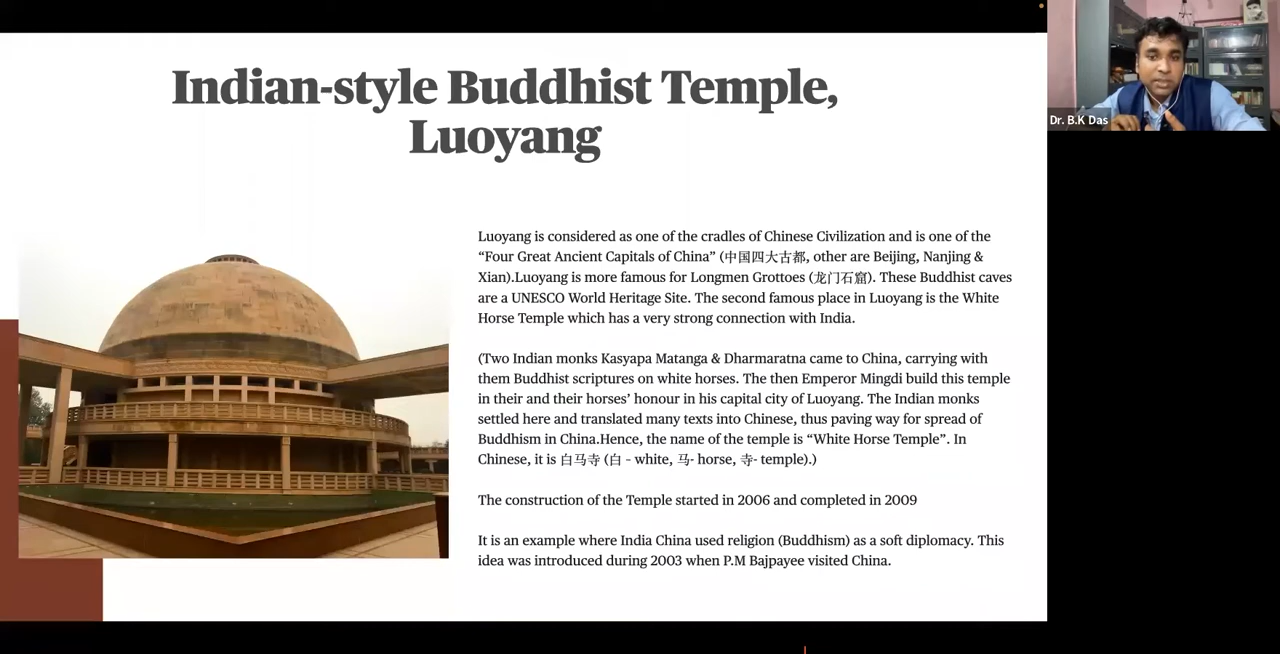 Indian-style Buddhist Temple,
Luoyang
Luoyang is considered as one of the cradles of Chinese Civilization and is one of the
“Four Great Ancient Capitals of China” (中国四大古都, other are Beijing, Nanjing &
Xian).Luoyang is more famous for Longmen Grottoes (龙门石窟). These Buddhist caves
are a UNESCO World Heritage Site. The second famous place in Luoyang is the White
Horse Temple which has a very strong connection with India.
(Two Indian monks Kasyapa Matanga & Dharmaratna came to China, carrying with
them Buddhist scriptures on white horses. The then Emperor Mingdi build this temple
in their and their horses’ honour in his capital city of Luoyang. The Indian monks
settled here and translated many texts into Chinese, thus paving way for spread of
Buddhism in China.Hence, the name of the temple is “White Horse Temple”. In
Chinese, it is 白马寺 (白 - white, 马- horse, 寺- temple).)
The construction of the Temple started in 2006 and completed in 2009
It is an example where India China used religion (Buddhism) as a soft diplomacy. This
idea was introduced during 2003 when P.M Bajpayee visited China.
Dr. B.K Das